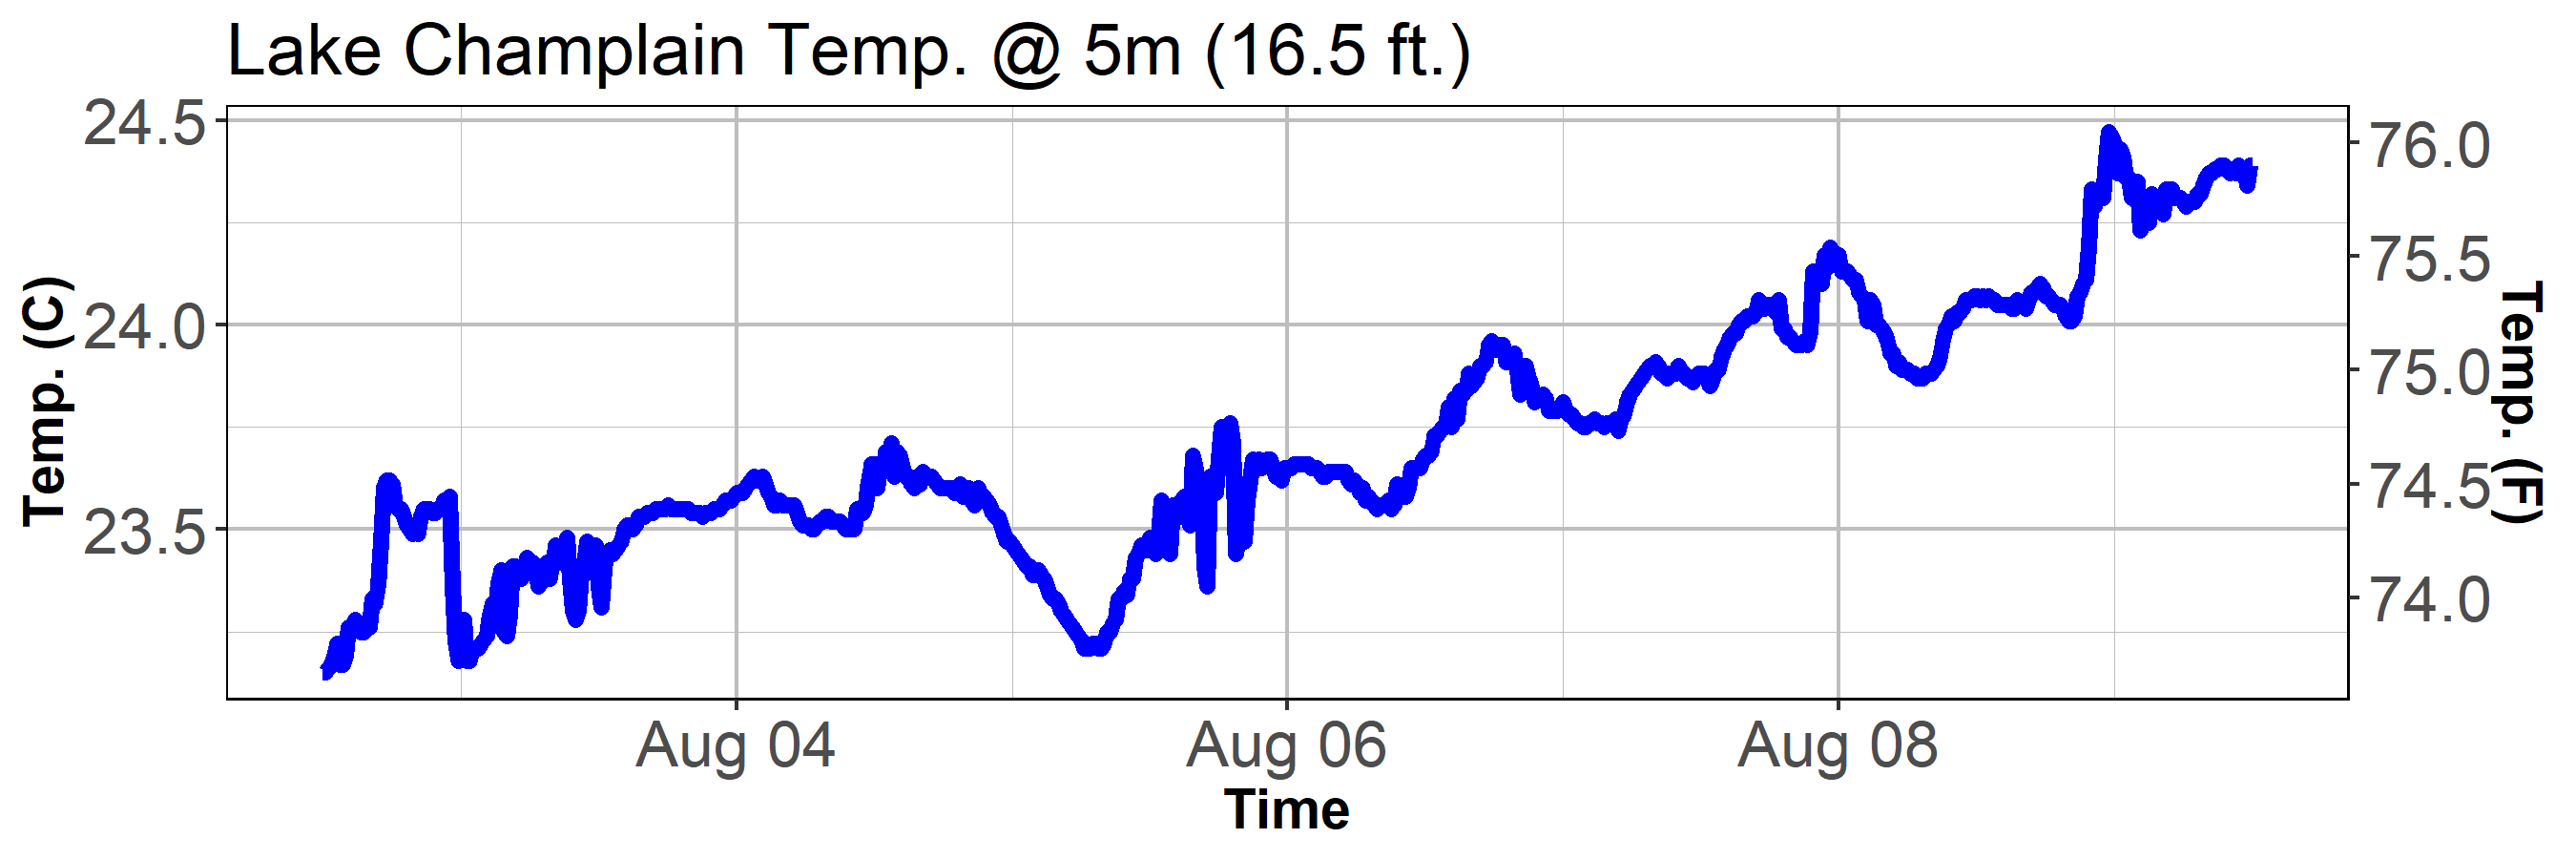 Lake Champlain Temp. @ 5m (16.5 ft.)
24.5
24.0
23.5
Temp. (C)
76.0
75.5
75.0
74.5
74.0
Temp. (F)
Aug 04 Aug 06 Aug 08
Time